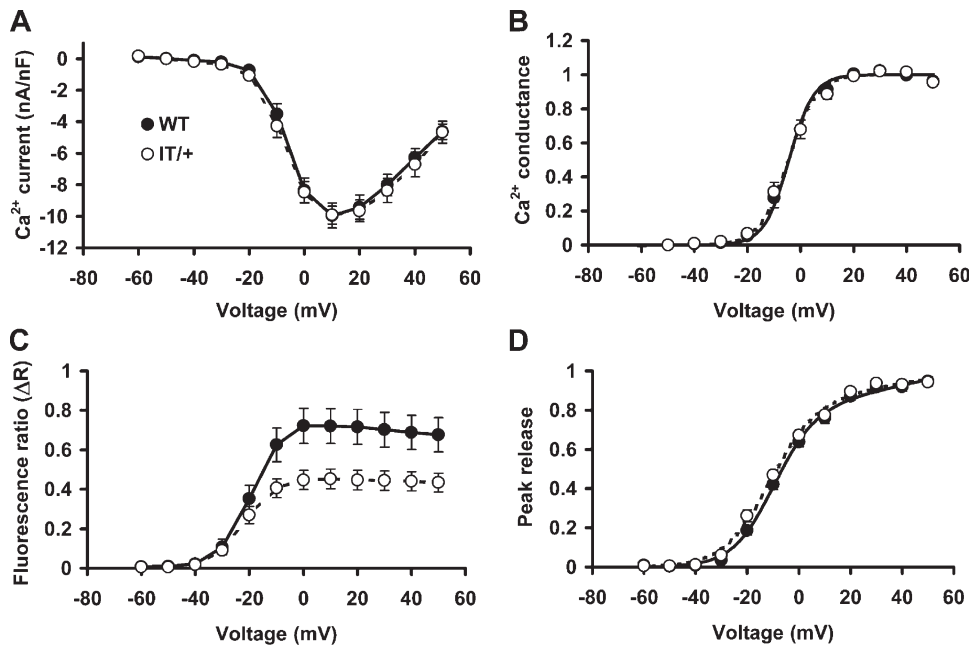 A
Ca2+ current (nA/nF)
0
-2
-4
-6
-8
-10
-12
WT
IT/+
-80 -60 -40 -20 0 20 40 60
Voltage (mV)
B
Ca2+ conductance
1.2
1
0.8
0.6
0.4
0.2
0
-80 -60 -40 -20 0 20 40 60
Voltage (mV)
C
Fluorescence ratio (ΔR)
1
0.8
0.6
0.4
0.2
0
-80 -60 -40 -20 0 20 40 60
Voltage (mV)
D
Peak release
1
0.8
0.6
0.4
0.2
0
-80 -60 -40 -20 0 20 40 60
Voltage (mV)